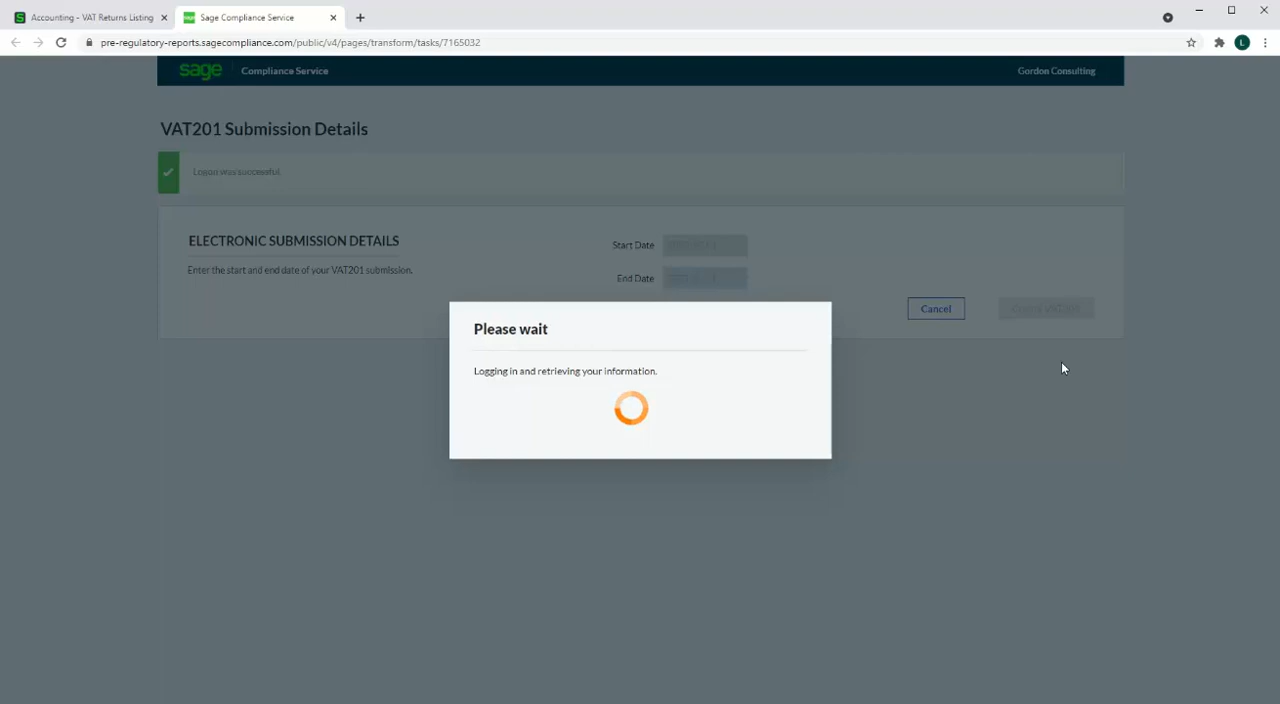 Accounting - VAT Returns Listing
Sage Compliance Service
pre-regulatory-reports.sagecompliance.com/public/v4/pages/transform/tasks/7165032
L
sage
Compliance Service
Gordon Consulting
VAT201 Submission Details
Logon was successful
ELECTRONIC SUBMISSION DETAILS
Enter the start and end date of your VAT201 submission.
Start Date
End Date
Cancel
Create VAT201
Please wait
Logging in and retrieving your information.